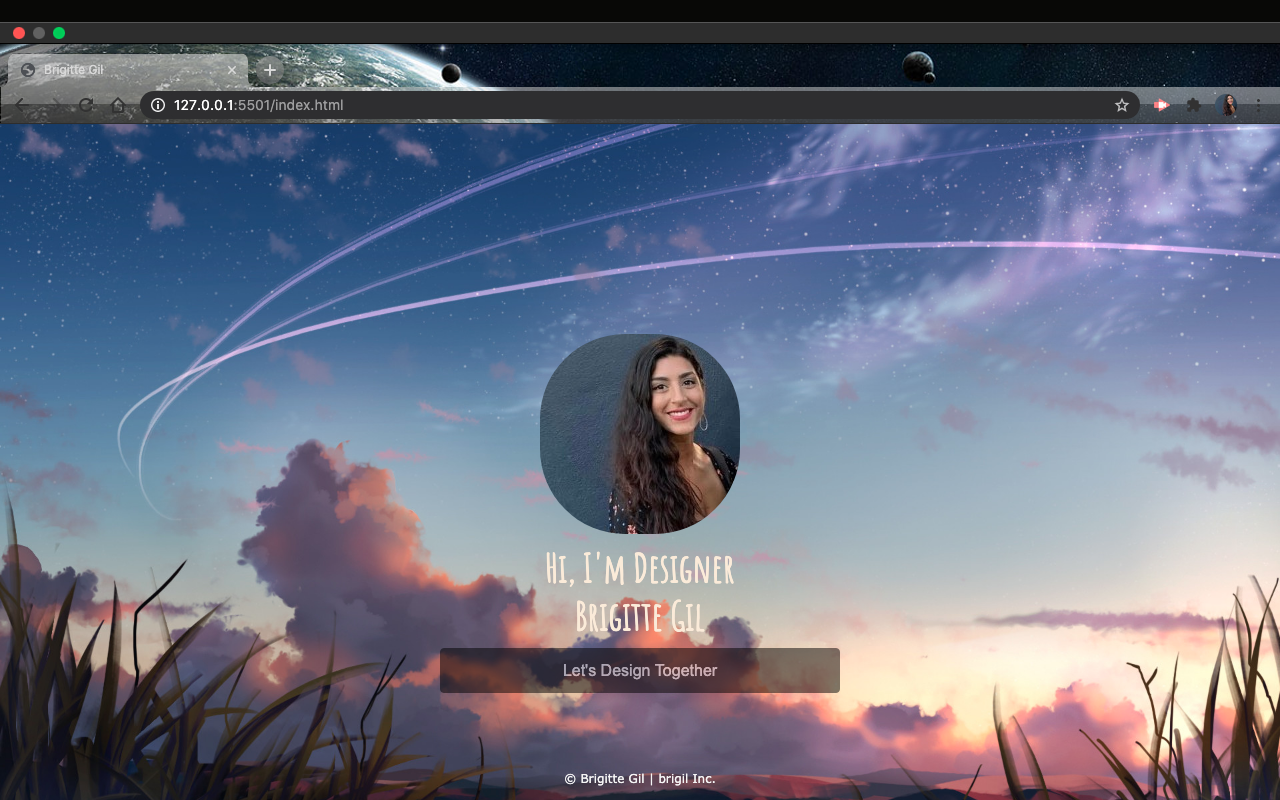 Brigitte Gil
127.0.0.1:5501/index.html
Hi, I'm Designer
Brigitte Gil
Let's Design Together
© Brigitte Gil | brigil Inc.